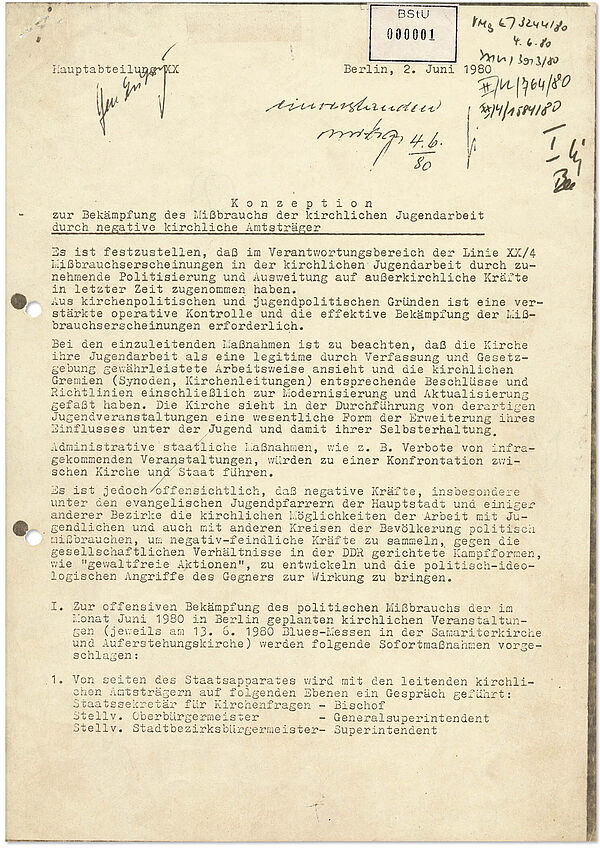 BStU
000001
4.6.80
Hauptabteilung XX
Berlin, 2. Juni 1980
einverstanden
4.6.
80
K o n z e p t i o n
zur Bekämpfung des Mißbrauchs der kirchlichen Jugendarbeit
durch negative kirchliche Amtsträger
Es ist festzustellen, daß im Verantwortungsbereich der Linie XX/4
Mißbrauchserscheinungen in der kirchlichen Jugendarbeit durch zu-
nehmende Politisierung und Ausweitung auf außerkirchliche Kräfte
in letzter Zeit zugenommen haben.
Aus kirchenpolitischen und jugendpolitischen Gründen ist eine ver-
stärkte operative Kontrolle und die effektive Bekämpfung der Miß-
brauchserscheinungen erforderlich.
Bei den einzuleitenden Maßnahmen ist zu beachten, daß die Kirche
ihre Jugendarbeit als eine legitime durch Verfassung und Gesetz-
gebung gewährleistete Arbeitsweise ansieht und die kirchlichen
Gremien (Synoden, Kirchenleitungen) entsprechende Beschlüsse und
Richtlinien einschließlich zur Modernisierung und Aktualisierung
gefaßt haben. Die Kirche sieht in der Durchführung von derartigen
Jugendveranstaltungen eine wesentliche Form der Erweiterung ihres
Einflusses unter der Jugend und damit ihrer Selbsterhaltung.
Administrative staatliche Maßnahmen, wie z. B. Verbote von infra-
gekommenden Veranstaltungen, würden zu einer Konfrontation zwi-
schen Kirche und Staat führen.
Es ist jedoch offensichtlich, daß negative Kräfte, insbesondere
unter den evangelischen Jugendpfarrern der Hauptstadt und einiger
anderer Bezirke die kirchlichen Möglichkeiten der Arbeit mit Ju-
gendlichen und auch mit anderen Kreisen der Bevölkerung politisch
mißbrauchen, um negativ-feindliche Kräfte zu sammeln, gegen die
gesellschaftlichen Verhältnisse in der DDR gerichtete Kampfformen,
wie "gewaltfreie Aktionen", zu entwickeln und die politisch-ideo-
logischen Angriffe des Gegners zur Wirkung zu bringen.
I. Zur offensiven Bekämpfung des politischen Mißbrauchs der im
Monat Juni 1980 in Berlin geplanten kirchlichen Veranstaltun-
gen (jeweils am 13. 6. 1980 Blues-Messen in der Samariterkirche
und Auferstehungskirche) werden folgende Sofortmaßnahmen vorge-
schlagen:
1. Von seiten des Staatsapparates wird mit den leitenden kirchli-
chen Amtsträgern auf folgenden Ebenen ein Gespräch geführt:
Staatssekretär für Kirchenfragen - Bischof
Stellv. Oberbürgermeister - Generalsuperintendent
Stellv. Stadtbezirksbürgermeister- Superintendent